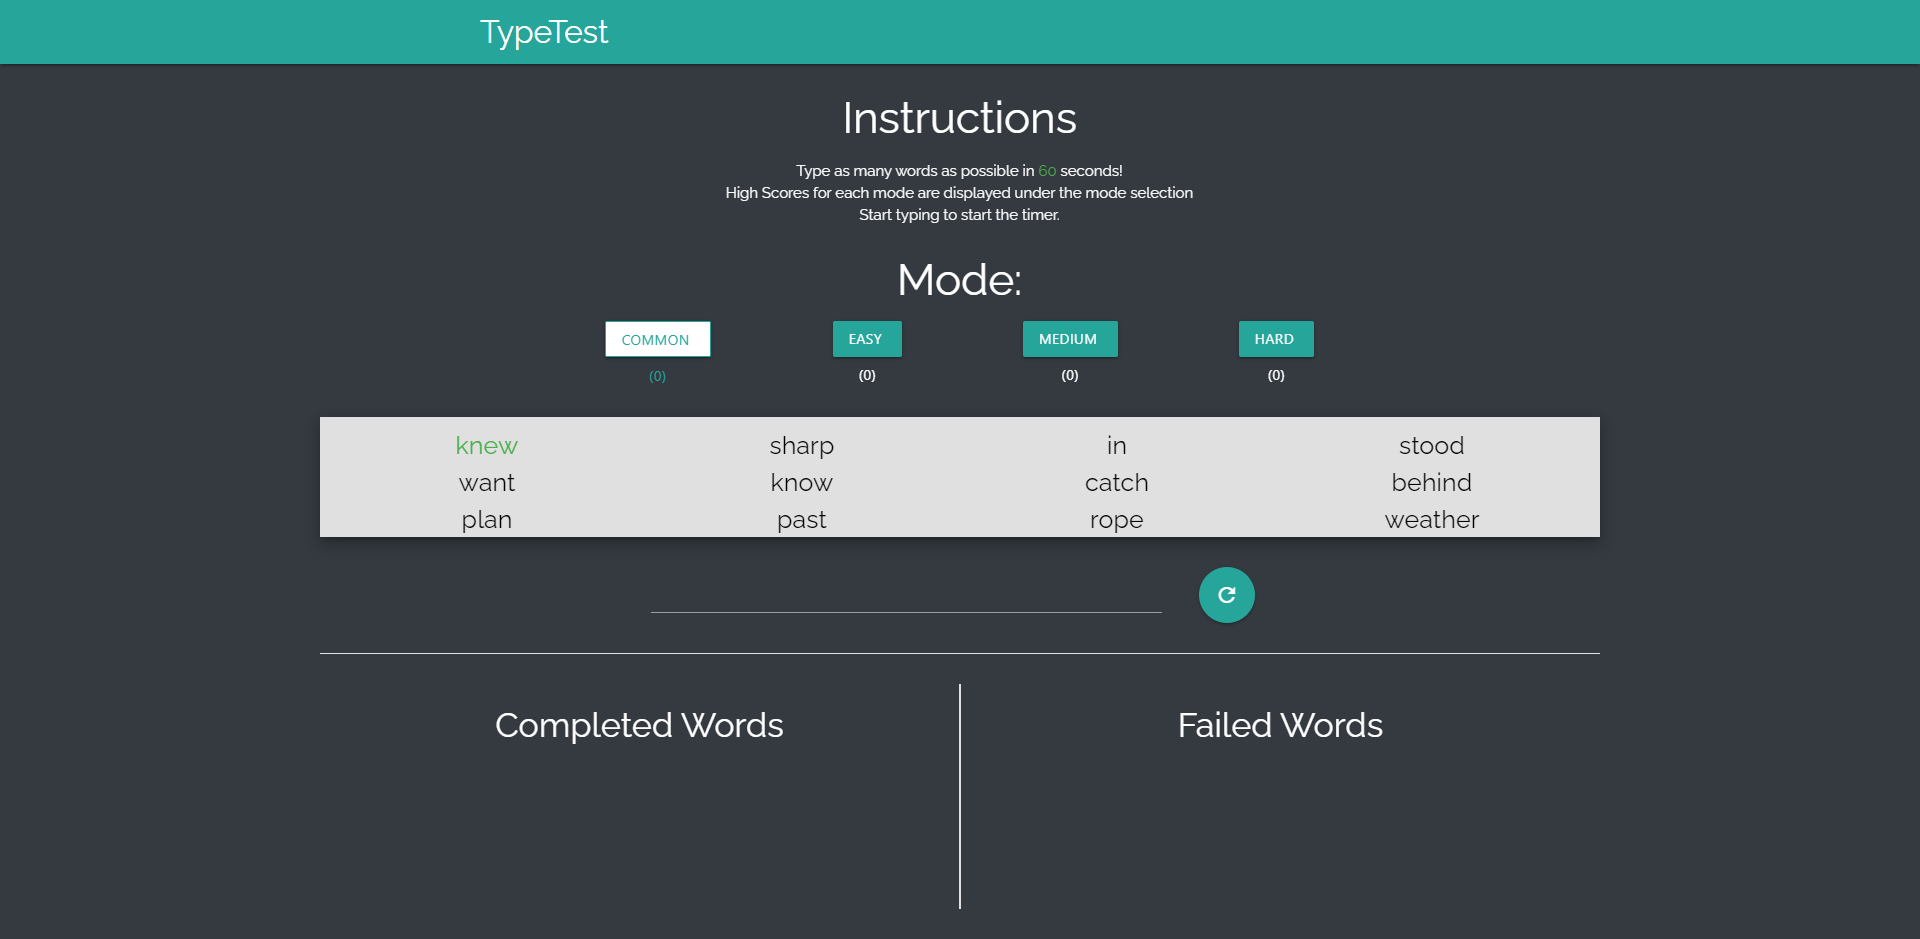 TypeTest
Instructions
Type as many words as possible in 60 seconds!
High Scores for each mode are displayed under the mode selection
Start typing to start the timer.
Mode:
COMMON EASY MEDIUM HARD
(0) (0) (0) (0)
knew sharp in stood
want know catch behind
plan past rope weather
Completed Words Failed Words